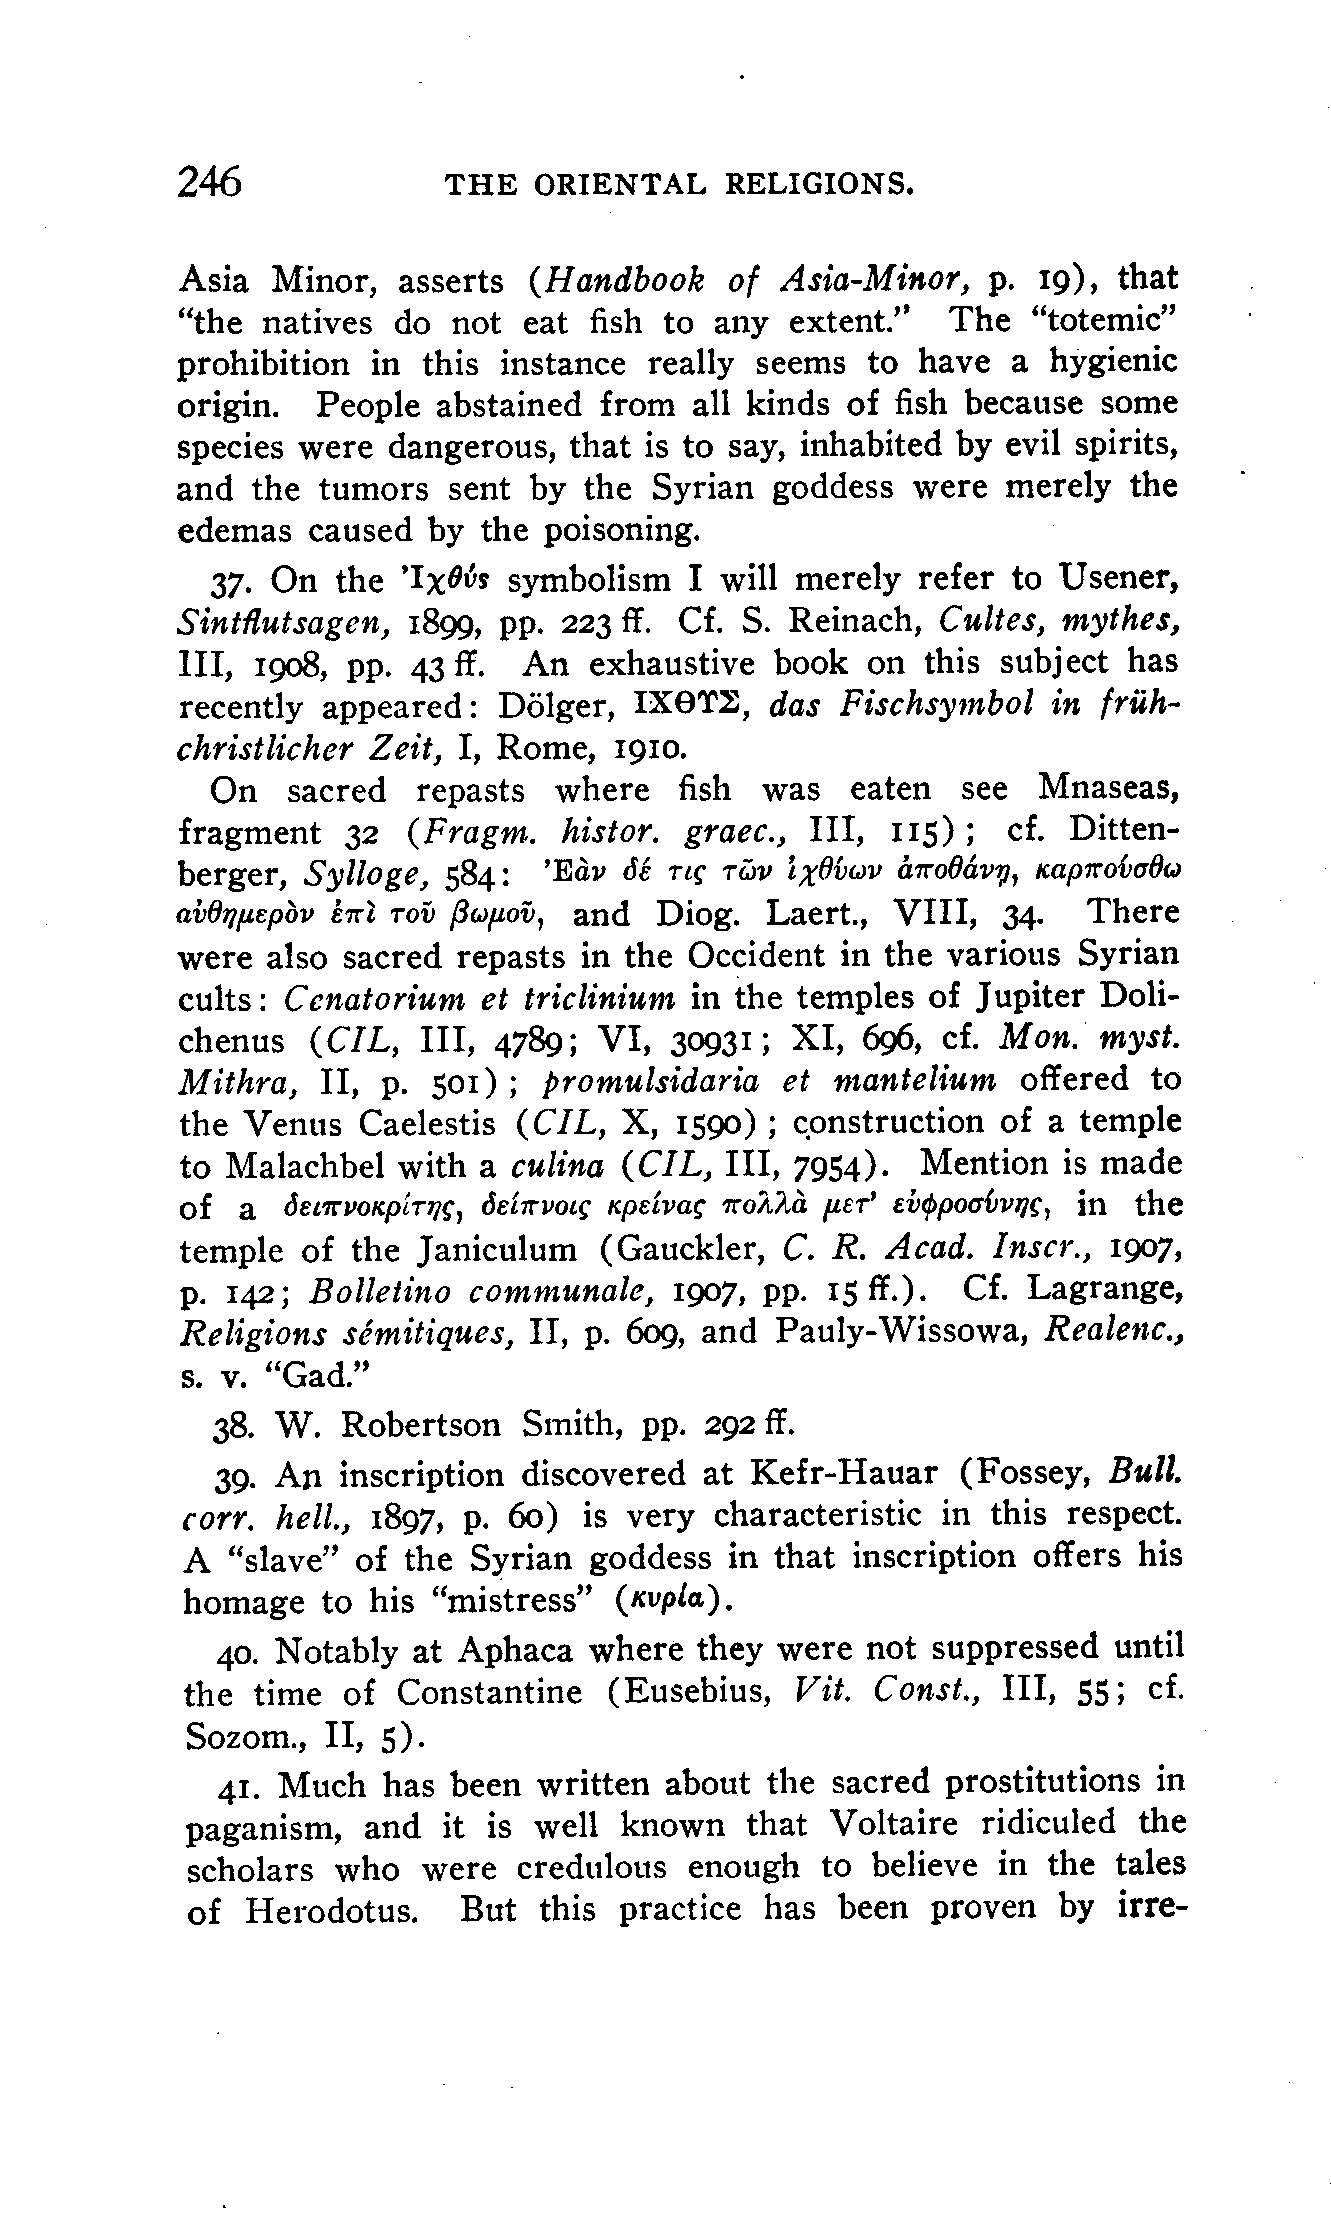 246 THE ORIENTAL RELIGIONS.
Asia Minor, asserts (Handbook of Asia-Minor, p. 19), that
“the natives do not eat fish to any extent.” The “totemic”
prohibition in this instance really seems to have a hygienic
origin. People abstained from all kinds of fish because some
species were dangerous, that is to say, inhabited by evil spirits,
and the tumors sent by the Syrian goddess were merely the
edemas caused by the poisoning.
37. On the Ἰχθύς symbolism I will merely refer to Usener,
Sintflutsagen, 1899, pp. 223 ff. Cf. S. Reinach, Cultes, mythes,
III, 1908, pp. 43 ff. An exhaustive book on this subject has
recently appeared: Dölger, ΙΧΘΥΣ, das Fischsymbol in früh-
christlicher Zeit, I, Rome, 1910.
On sacred repasts where fish was eaten see Mnaseas,
fragment 32 (Fragm. histor. graec., III, 115); cf. Ditten-
berger, Sylloge, 584: Ἐὰν δέ τις τῶν ἰχθύων ἀποθάνῃ, καρπούσθω
αὐθημερὸν ἐπὶ τοῦ βωμοῦ, and Diog. Laert., VIII, 34. There
were also sacred repasts in the Occident in the various Syrian
cults: Cenatorium et triclinium in the temples of Jupiter Doli-
chenus (CIL, III, 4789; VI, 30931; XI, 696, cf. Mon. myst.
Mithra, II, p. 501); promulsidaria et mantelium offered to
the Venus Caelestis (CIL, X, 1590); construction of a temple
to Malachbel with a culina (CIL, III, 7954). Mention is made
of a δειπνοκρίτης, δείπνοις κρείνας πολλὰ μετ’ εὐφροσύνης, in the
temple of the Janiculum (Gauckler, C. R. Acad. Inscr., 1907,
p. 142; Bolletino communale, 1907, pp. 15 ff.). Cf. Lagrange,
Religions sémitiques, II, p. 609, and Pauly-Wissowa, Realenc.,
s. v. “Gad.”
38. W. Robertson Smith, pp. 292 ff.
39. An inscription discovered at Kefr-Hauar (Fossey, Bull.
corr. hell., 1897, p. 60) is very characteristic in this respect.
A “slave” of the Syrian goddess in that inscription offers his
homage to his “mistress” (κυρία).
40. Notably at Aphaca where they were not suppressed until
the time of Constantine (Eusebius, Vit. Const., III, 55; cf.
Sozom., II, 5).
41. Much has been written about the sacred prostitutions in
paganism, and it is well known that Voltaire ridiculed the
scholars who were credulous enough to believe in the tales
of Herodotus. But this practice has been proven by irre-